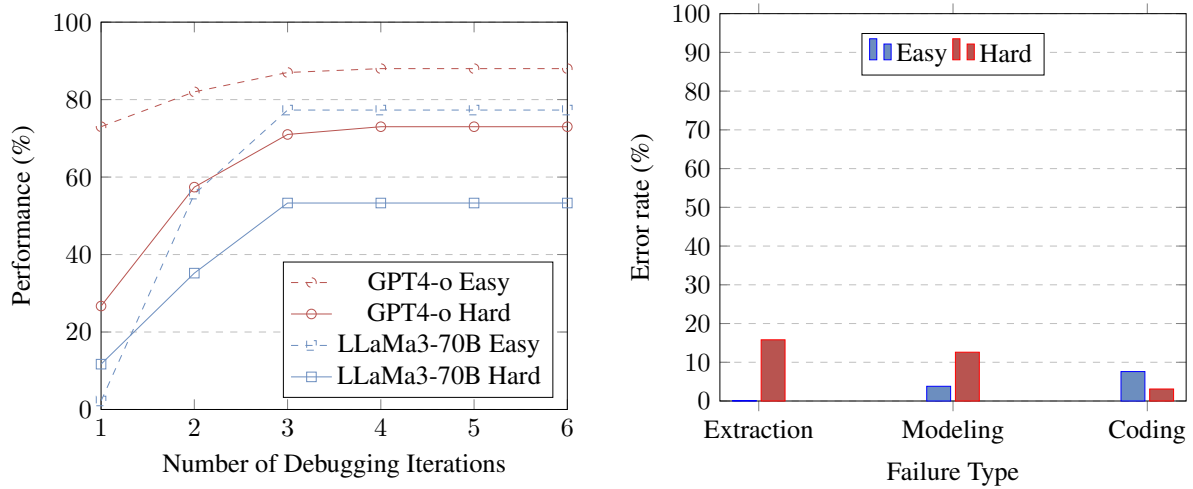 100
80
60
40
20
0
1 2 3 4 5 6
Performance (%)
Number of Debugging Iterations
GPT4-o Easy
GPT4-o Hard
LLaMa3-70B Easy
LLaMa3-70B Hard
100
90
80
70
60
50
40
30
20
10
0
Error rate (%)
Easy Hard
Extraction Modeling Coding
Failure Type